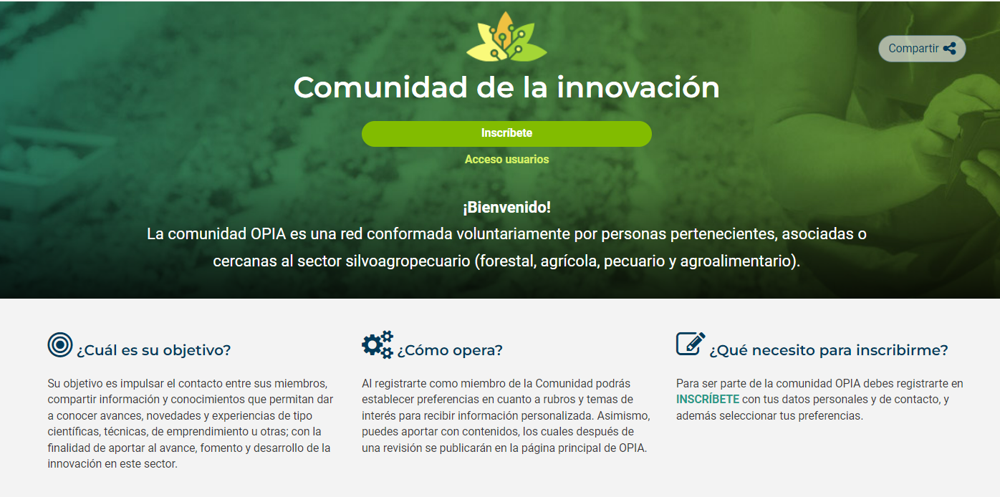 Compartir
Comunidad de la innovación
Inscríbete
Acceso usuarios
¡Bienvenido!
La comunidad OPIA es una red conformada voluntariamente por personas pertenecientes, asociadas o
cercanas al sector silvoagropecuario (forestal, agrícola, pecuario y agroalimentario).
¿Cuál es su objetivo?
Su objetivo es impulsar el contacto entre sus miembros,
compartir información y conocimientos que permitan dar
a conocer avances, novedades y experiencias de tipo
científicas, técnicas, de emprendimiento u otras; con la
finalidad de aportar al avance, fomento y desarrollo de la
innovación en este sector.
¿Cómo opera?
Al registrarte como miembro de la Comunidad podrás
establecer preferencias en cuanto a rubros y temas de
interés para recibir información personalizada. Asimismo,
puedes aportar con contenidos, los cuales después de
una revisión se publicarán en la página principal de OPIA.
¿Qué necesito para inscribirme?
Para ser parte de la comunidad OPIA debes registrarte en
INSCRÍBETE con tus datos personales y de contacto, y
además seleccionar tus preferencias.